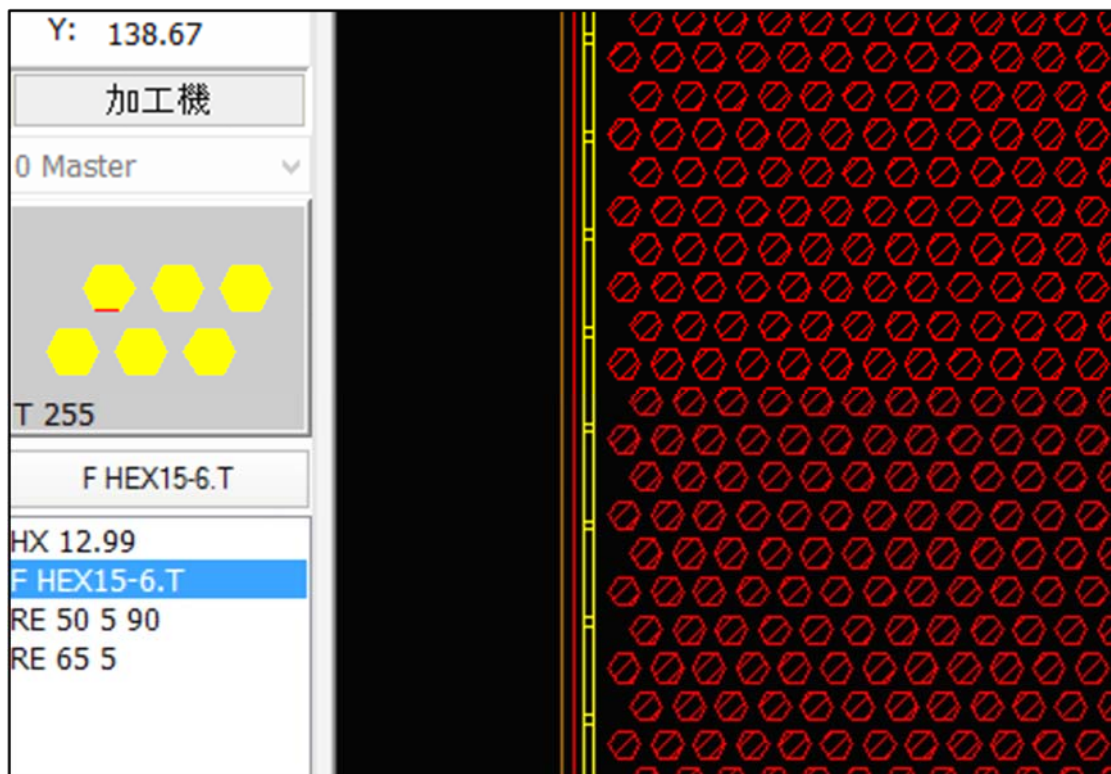 Y: 138.67
加工機
0 Master
T 255
F HEX15-6.T
HX 12.99
F HEX15-6.T
RE 50 5 90
RE 65 5